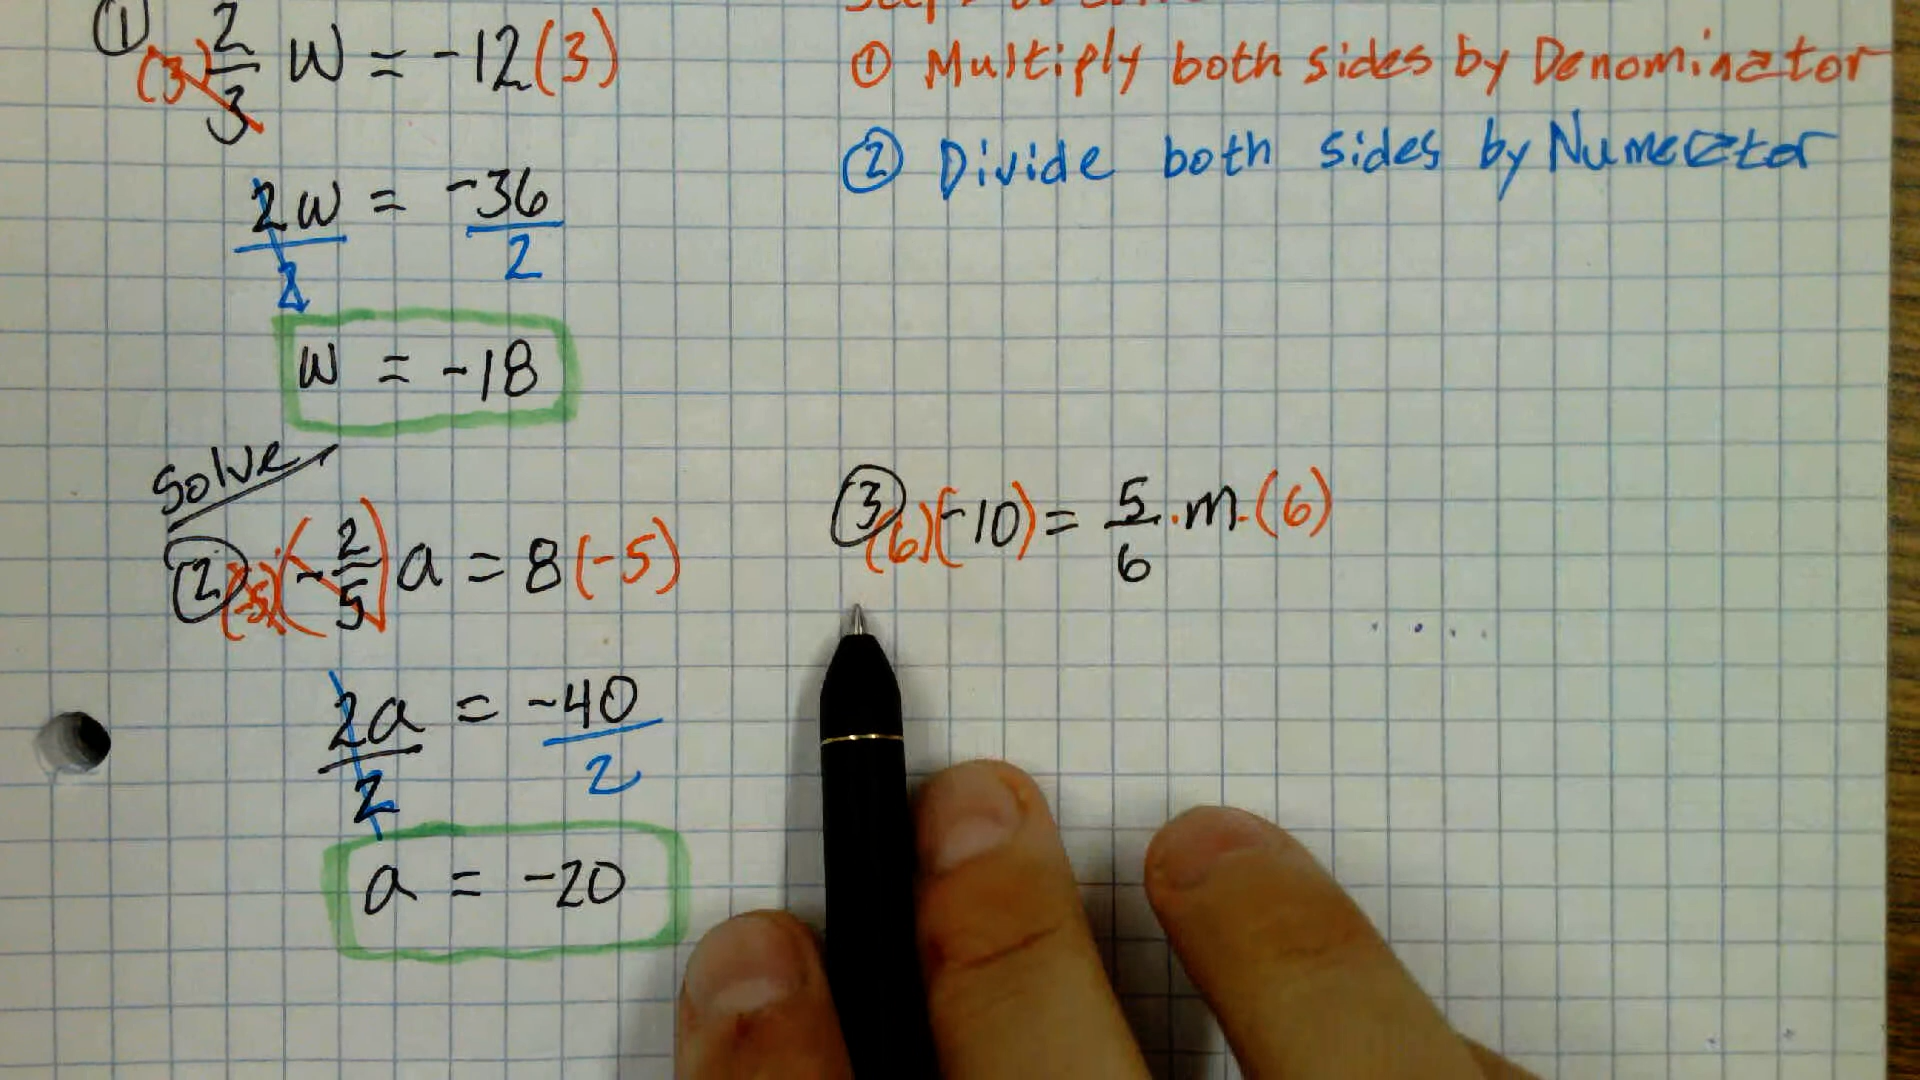 ① (3) 2/3 w = -12(3)
2w/2 = -36/2
w = -18
① Multiply both sides by Denominator
② Divide both sides by Numerator
Solve
② (-5)(-2/5) a = 8(-5)
2a/2 = -40/2
a = -20
③ (6)(-10) = 5/6 · m · (6)